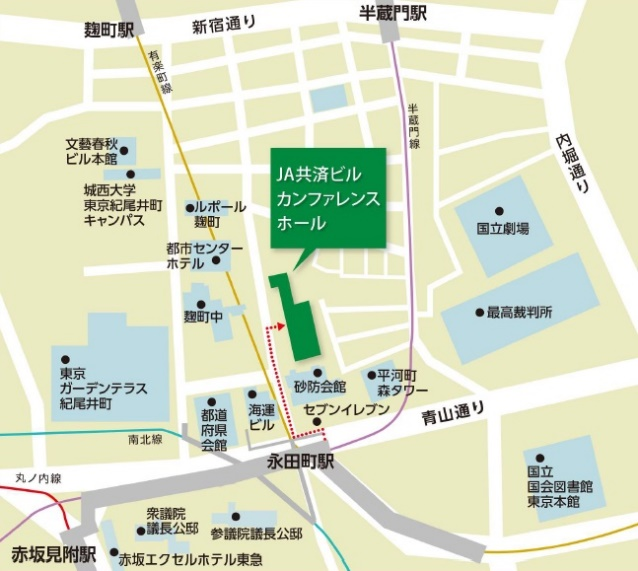 麹町駅
新宿通り
半蔵門駅
有楽町線
半蔵門線
内堀通り
文藝春秋
ビル本館
城西大学
東京紀尾井町
キャンパス
JA共済ビル
カンファレンス
ホール
ルポール
麹町
国立劇場
都市センター
ホテル
麹町中
最高裁判所
東京
ガーデンテラス
紀尾井町
砂防会館
平河町
森タワー
都道
府県
会館
海運
ビル
セブンイレブン
青山通り
南北線
永田町駅
丸ノ内線
国立
国会図書館
東京本館
衆議院
議長公邸
参議院議長公邸
赤坂見附駅
赤坂エクセルホテル東急